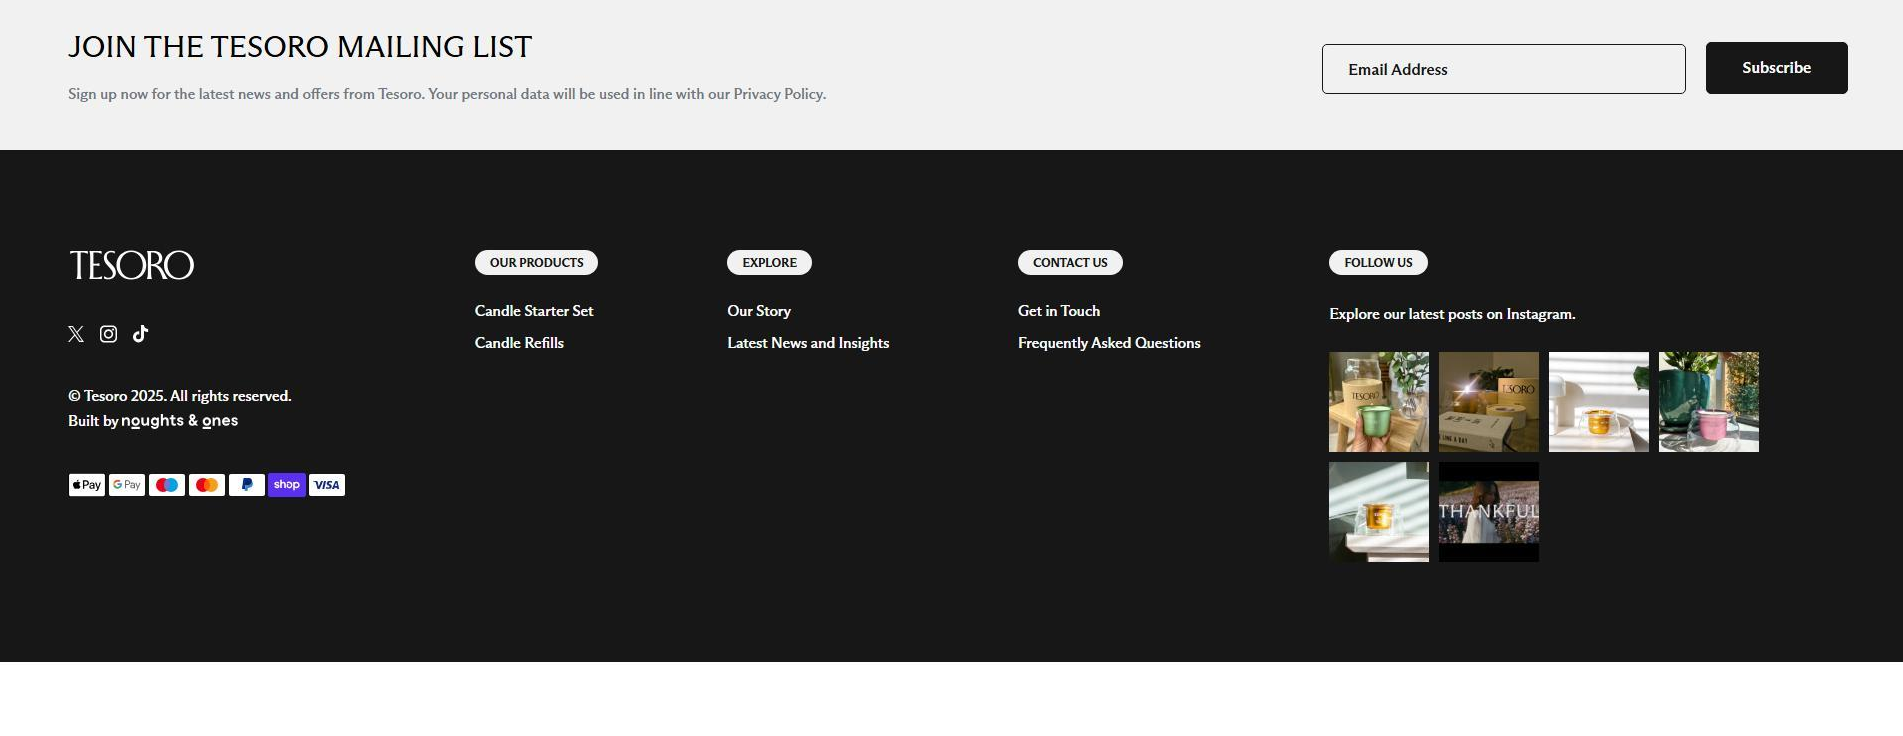 JOIN THE TESORO MAILING LIST
Sign up now for the latest news and offers from Tesoro. Your personal data will be used in line with our Privacy Policy.
Email Address
Subscribe
TESORO
© Tesoro 2025. All rights reserved.
Built by noughts & ones
Pay
G Pay
shop
VISA
OUR PRODUCTS
Candle Starter Set
Candle Refills
EXPLORE
Our Story
Latest News and Insights
CONTACT US
Get in Touch
Frequently Asked Questions
FOLLOW US
Explore our latest posts on Instagram.
TESORO
TESORO
LINE A DAY
THANKFUL